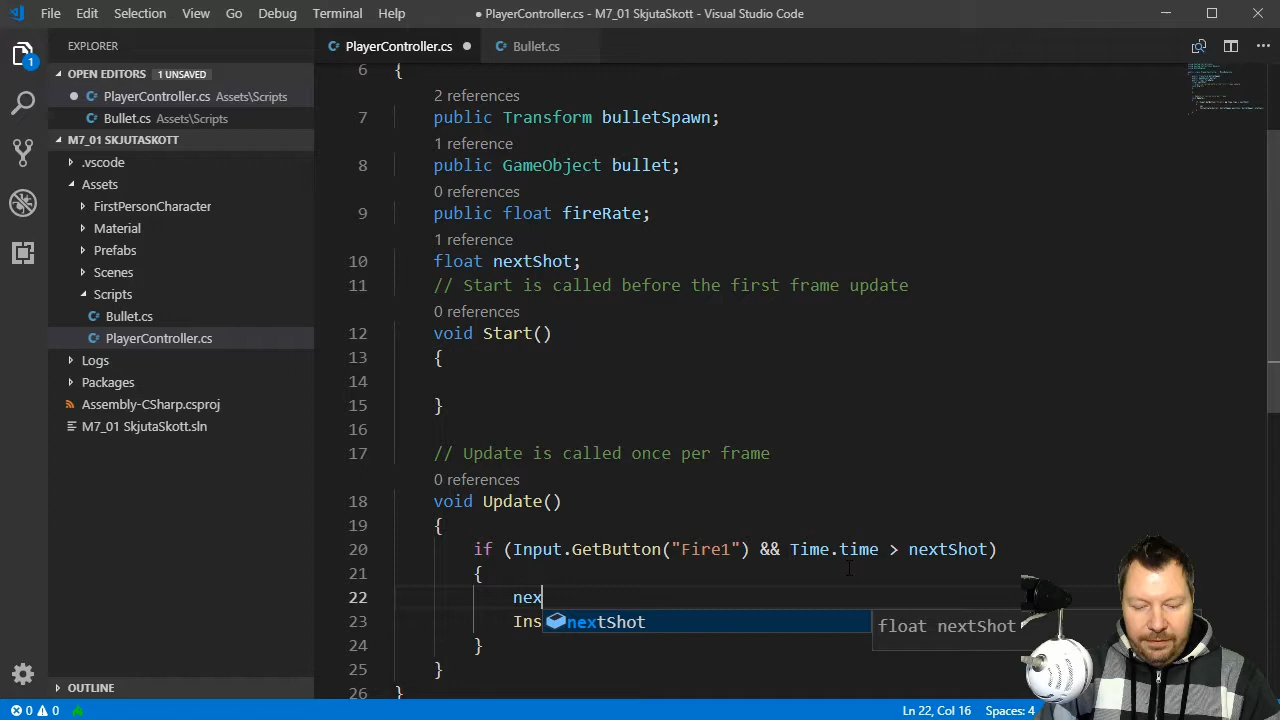 File Edit Selection View Go Debug Terminal Help
● PlayerController.cs - M7_01 SkjutaSkott - Visual Studio Code
EXPLORER
OPEN EDITORS 1 UNSAVED
PlayerController.cs Assets\Scripts
Bullet.cs Assets\Scripts
M7_01 SKJUTASKOTT
.vscode
Assets
FirstPersonCharacter
Material
Prefabs
Scenes
Scripts
Bullet.cs
PlayerController.cs
Logs
Packages
Assembly-CSharp.csproj
M7_01 SkjutaSkott.sln
OUTLINE
1
PlayerController.cs ● Bullet.cs
6 {
2 references
7 public Transform bulletSpawn;
1 reference
8 public GameObject bullet;
0 references
9 public float fireRate;
1 reference
10 float nextShot;
11 // Start is called before the first frame update
0 references
12 void Start()
13 {
14
15 }
16
17 // Update is called once per frame
0 references
18 void Update()
19 {
20 if (Input.GetButton("Fire1") && Time.time > nextShot)
21 {
22 nex
23 Ins
nextShot
float nextShot
24 }
25 }
26 }
0 0
Ln 22, Col 16 Spaces: 4